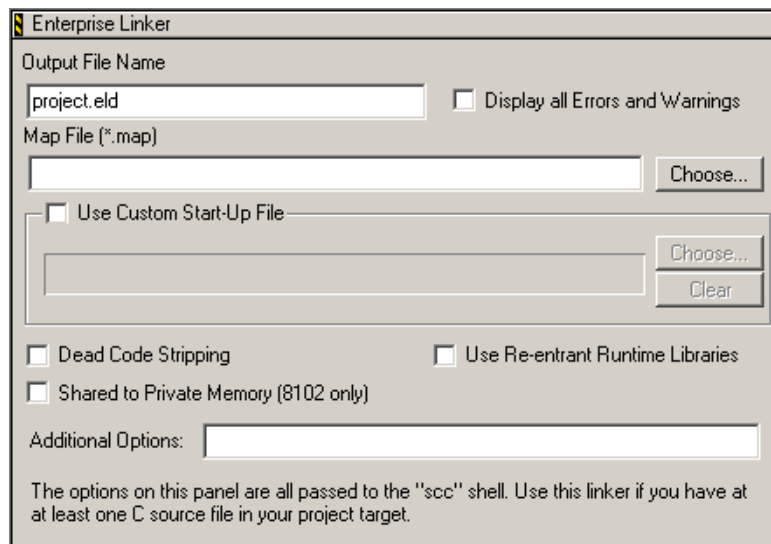 Enterprise Linker
Output File Name
project.eld
Display all Errors and Warnings
Map File (*.map)
Choose...
Use Custom Start-Up File
Choose...
Clear
Dead Code Stripping
Use Re-entrant Runtime Libraries
Shared to Private Memory (8102 only)
Additional Options:
The options on this panel are all passed to the "scc" shell. Use this linker if you have at
at least one C source file in your project target.